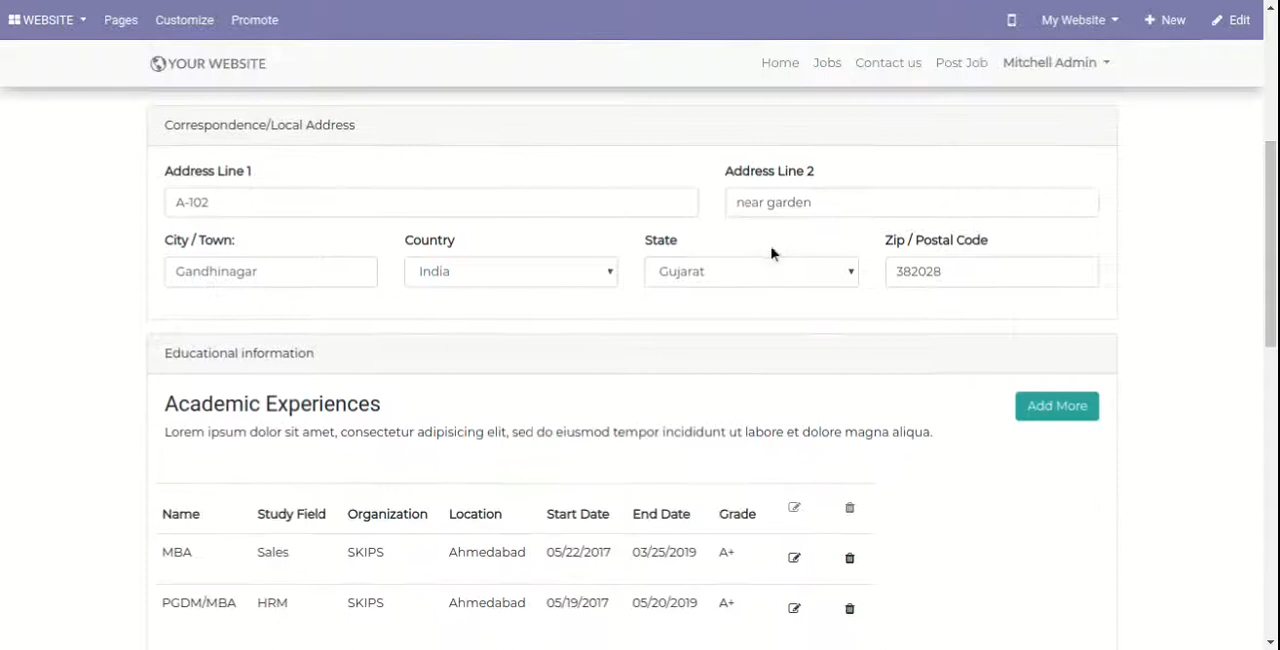 WEBSITE Pages Customize Promote My Website New Edit
YOUR WEBSITE Home Jobs Contact us Post Job Mitchell Admin
Correspondence/Local Address
Address Line 1 Address Line 2
A-102 near garden
City / Town: Country State Zip / Postal Code
Gandhinagar India Gujarat 382028
Educational information
Academic Experiences Add More
Lorem ipsum dolor sit amet, consectetur adipisicing elit, sed do eiusmod tempor incididunt ut labore et dolore magna aliqua.
Name Study Field Organization Location Start Date End Date Grade
MBA Sales SKIPS Ahmedabad 05/22/2017 03/25/2019 A+
PGDM/MBA HRM SKIPS Ahmedabad 05/19/2017 05/20/2019 A+